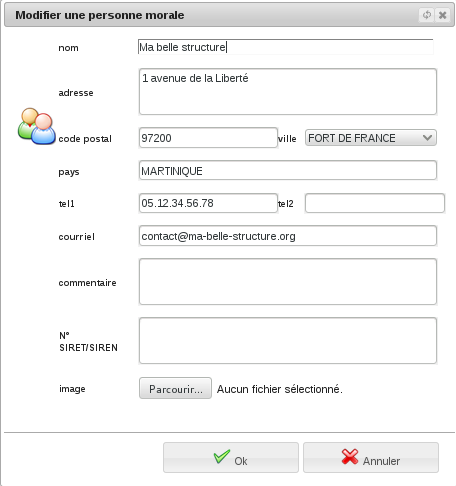 Modifier une personne morale
nom Ma belle structure
adresse 1 avenue de la Liberté
code postal 97200 ville FORT DE FRANCE
pays MARTINIQUE
tel1 05.12.34.56.78 tel2
courriel contact@ma-belle-structure.org
commentaire
N°
SIRET/SIREN
image Parcourir... Aucun fichier sélectionné.
Ok Annuler